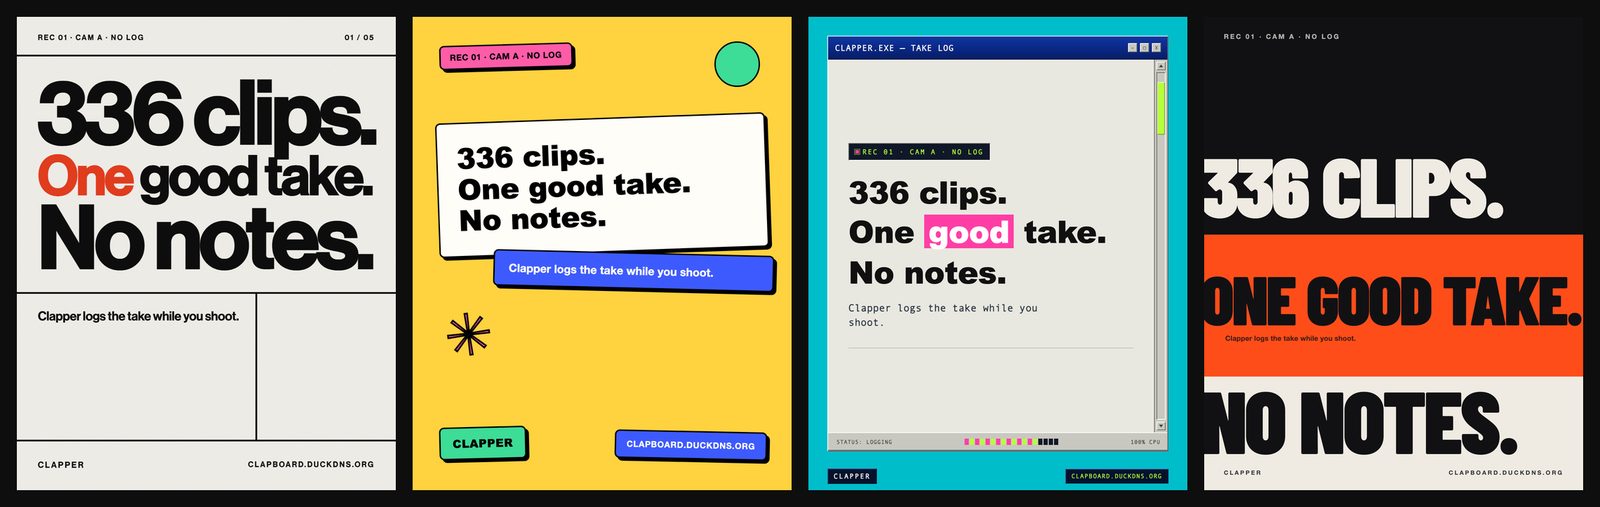 REC 01 · CAM A · NO LOG
01 / 05
336 clips.
One good take.
No notes.
Clapper logs the take while you shoot.
CLAPPER
CLAPBOARD.DUCKDNS.ORG
REC 01 · CAM A · NO LOG
336 clips.
One good take.
No notes.
Clapper logs the take while you shoot.
CLAPPER
CLAPBOARD.DUCKDNS.ORG
CLAPPER.EXE — TAKE LOG
REC 01 · CAM A · NO LOG
336 clips.
One good take.
No notes.
Clapper logs the take while you
shoot.
STATUS: LOGGING
100% CPU
CLAPPER
CLAPBOARD.DUCKDNS.ORG
REC 01 · CAM A · NO LOG
336 CLIPS.
ONE GOOD TAKE.
Clapper logs the take while you shoot.
NO NOTES.
CLAPPER
CLAPBOARD.DUCKDNS.ORG